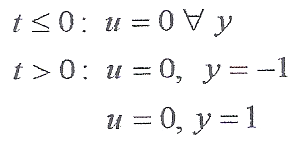 t ≤ 0: u = 0 ∀ y
t > 0: u = 0, y = −1
u = 0, y = 1